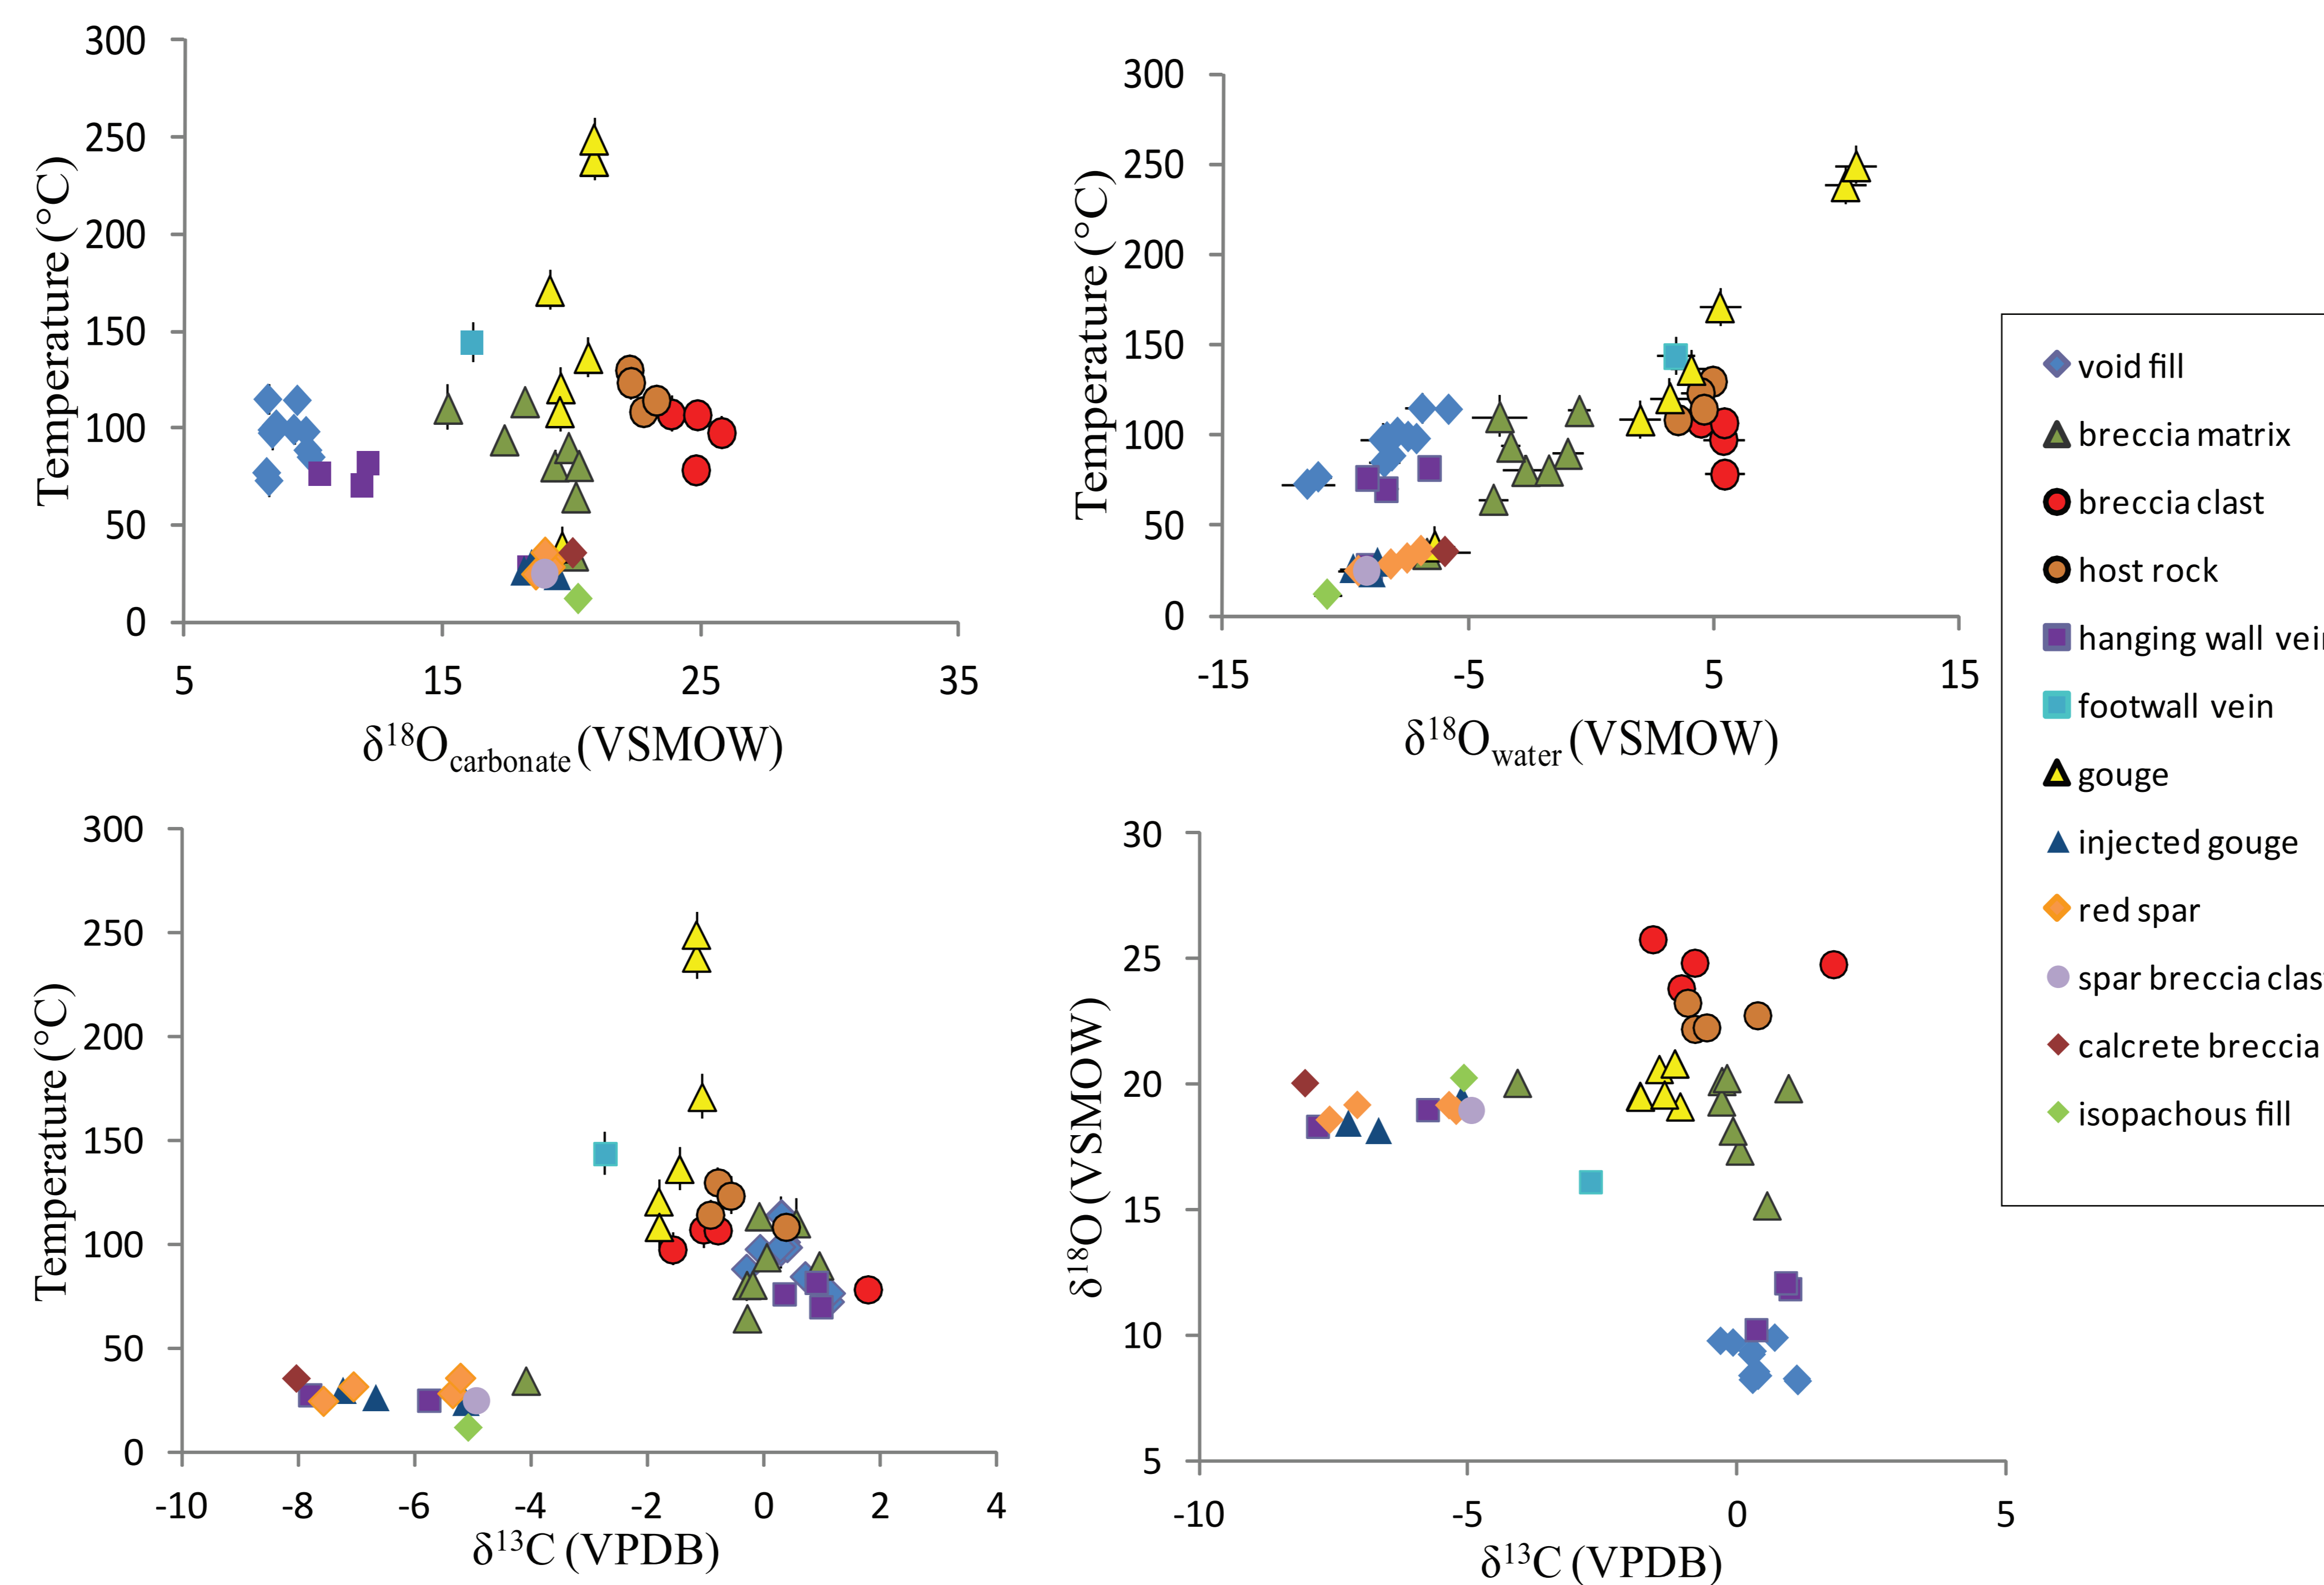 300
250
200
150
100
50
0
5 15 25 35
Temperature (°C)
δ18Ocarbonate (VSMOW)
300
250
200
150
100
50
0
-15 -5 5 15
Temperature (°C)
δ18Owater (VSMOW)
300
250
200
150
100
50
0
-10 -8 -6 -4 -2 0 2 4
Temperature (°C)
δ13C (VPDB)
30
25
20
15
10
5
-10 -5 0 5
δ18O (VSMOW)
δ13C (VPDB)
void fill
breccia matrix
breccia clast
host rock
hanging wall vein
footwall vein
gouge
injected gouge
red spar
spar breccia clas
calcrete breccia
isopachous fill